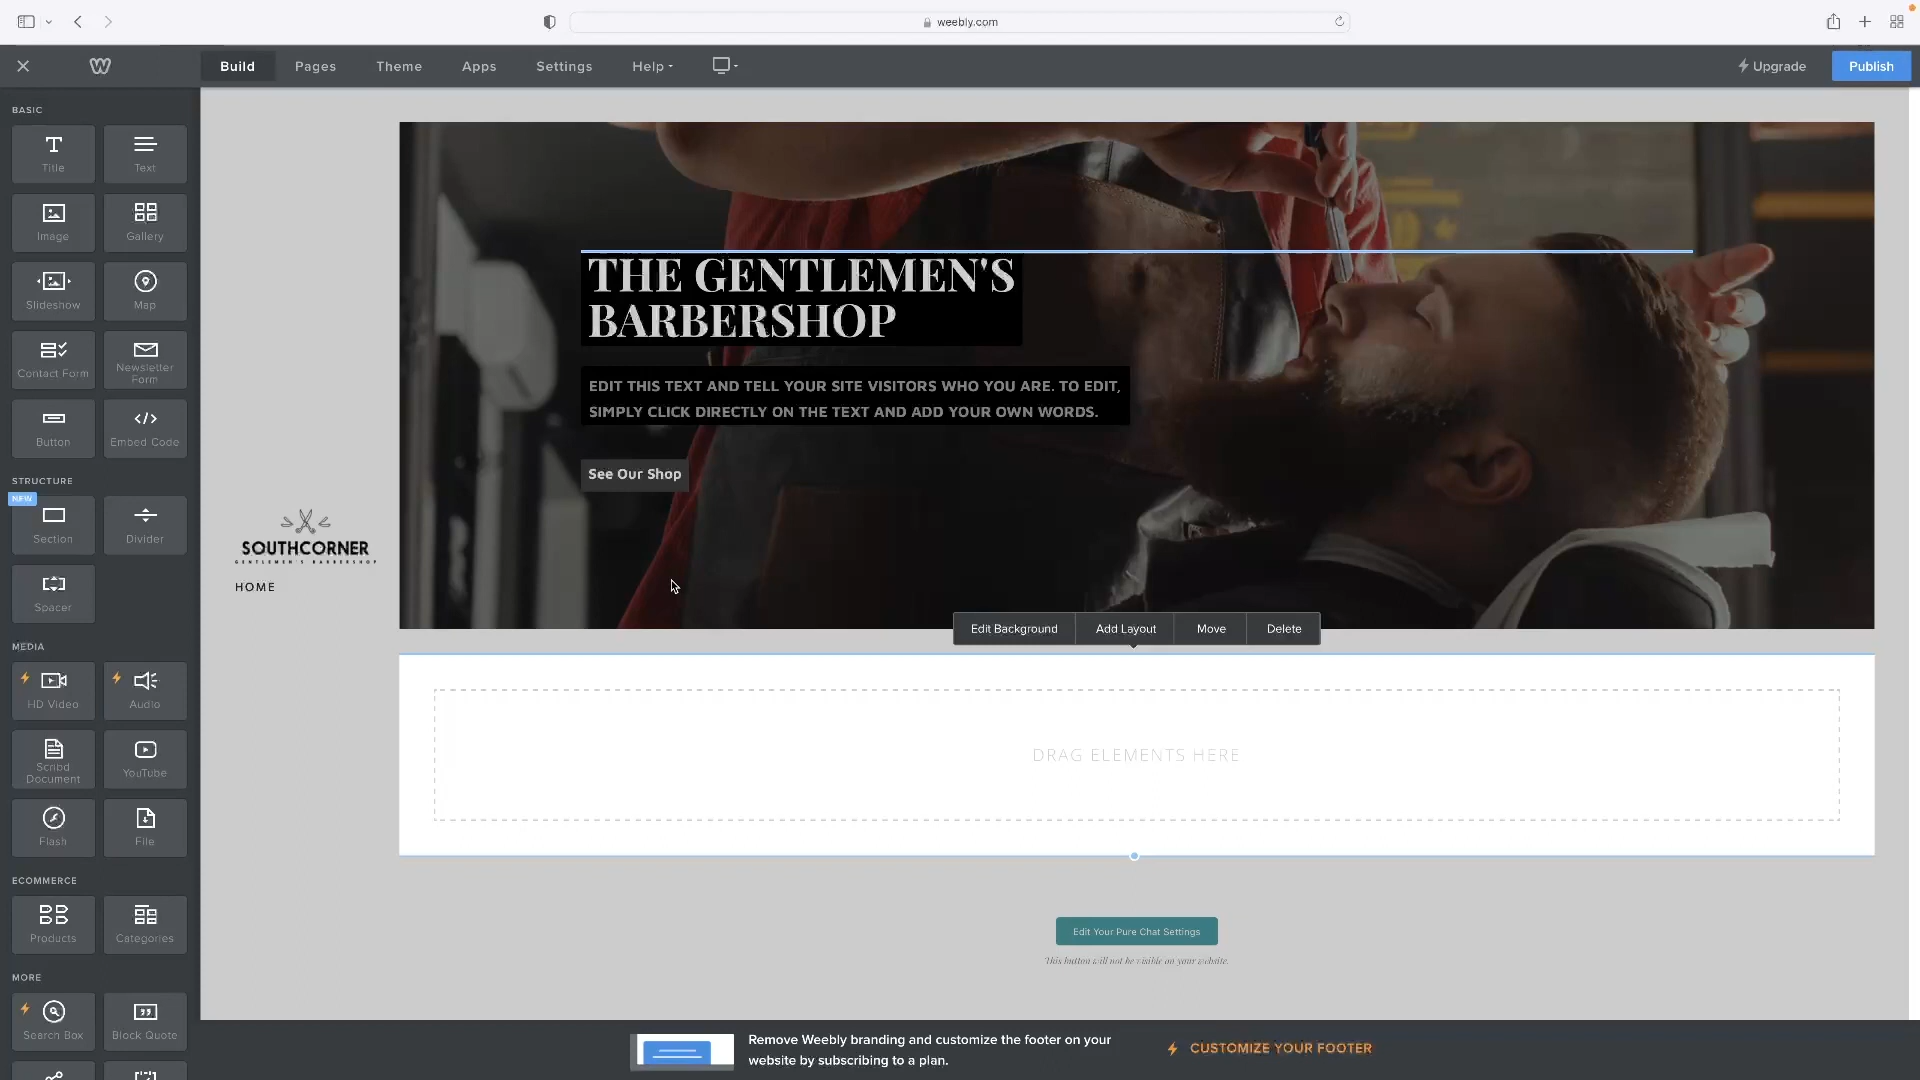 weebly.com
Build
Pages
Theme
Apps
Settings
Help
Upgrade
Publish
BASIC
Title
Text
Image
Gallery
Slideshow
Map
Contact Form
Newsletter
Form
Button
Embed Code
STRUCTURE
NEW
Section
Divider
Spacer
MEDIA
HD Video
Audio
Scribd
Document
YouTube
Flash
File
ECOMMERCE
Products
Categories
MORE
Search Box
Block Quote
SOUTHCORNER
GENTLEMEN'S BARBERSHOP
HOME
THE GENTLEMEN'S
BARBERSHOP
EDIT THIS TEXT AND TELL YOUR SITE VISITORS WHO YOU ARE. TO EDIT,
SIMPLY CLICK DIRECTLY ON THE TEXT AND ADD YOUR OWN WORDS.
See Our Shop
Edit Background
Add Layout
Move
Delete
DRAG ELEMENTS HERE
Edit Your Pure Chat Settings
This button will not be visible on your website.
Remove Weebly branding and customize the footer on your
website by subscribing to a plan.
CUSTOMIZE YOUR FOOTER